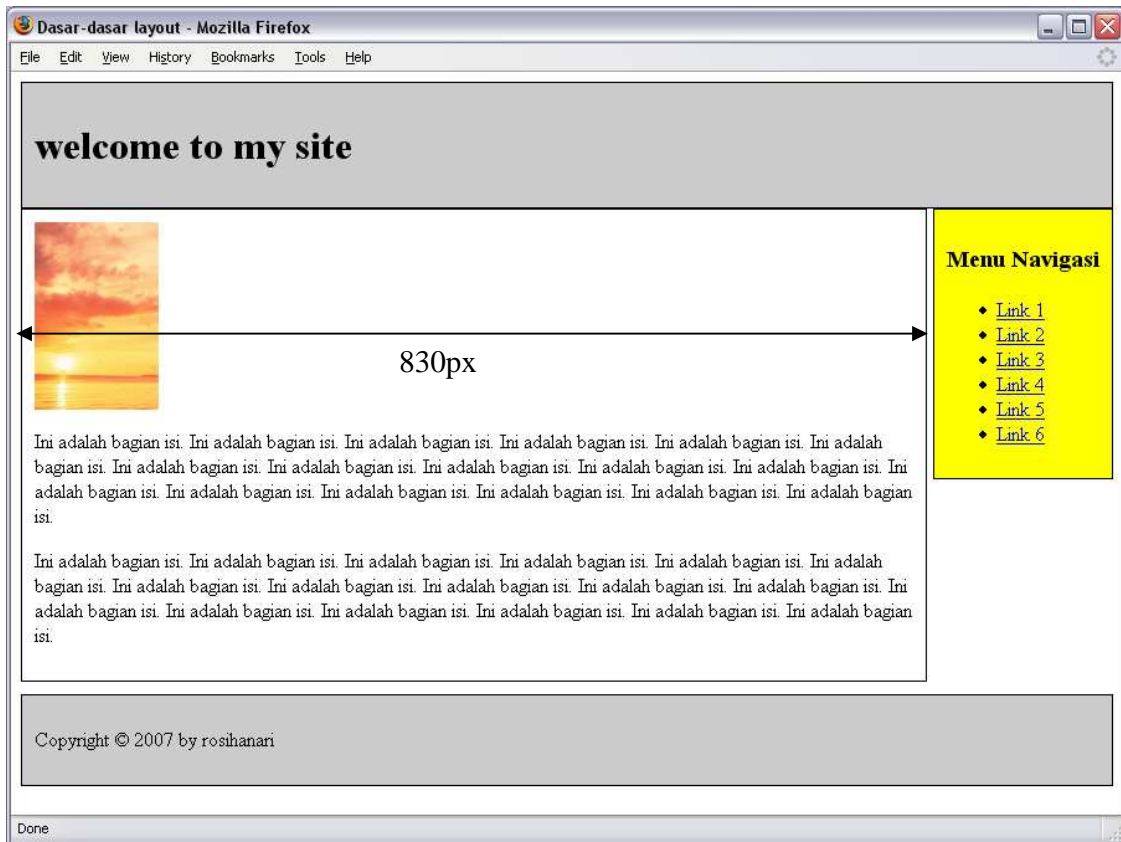 Dasar-dasar layout - Mozilla Firefox
File Edit View History Bookmarks Tools Help
welcome to my site
830px
Ini adalah bagian isi. Ini adalah bagian isi. Ini adalah bagian isi. Ini adalah bagian isi. Ini adalah bagian isi. Ini adalah
bagian isi. Ini adalah bagian isi. Ini adalah bagian isi. Ini adalah bagian isi. Ini adalah bagian isi. Ini adalah bagian isi. Ini
adalah bagian isi. Ini adalah bagian isi. Ini adalah bagian isi. Ini adalah bagian isi. Ini adalah bagian isi. Ini adalah bagian
isi.
Ini adalah bagian isi. Ini adalah bagian isi. Ini adalah bagian isi. Ini adalah bagian isi. Ini adalah bagian isi. Ini adalah
bagian isi. Ini adalah bagian isi. Ini adalah bagian isi. Ini adalah bagian isi. Ini adalah bagian isi. Ini adalah bagian isi. Ini
adalah bagian isi. Ini adalah bagian isi. Ini adalah bagian isi. Ini adalah bagian isi. Ini adalah bagian isi. Ini adalah bagian
isi.
Menu Navigasi
Link 1
Link 2
Link 3
Link 4
Link 5
Link 6
Copyright © 2007 by rosihanari
Done